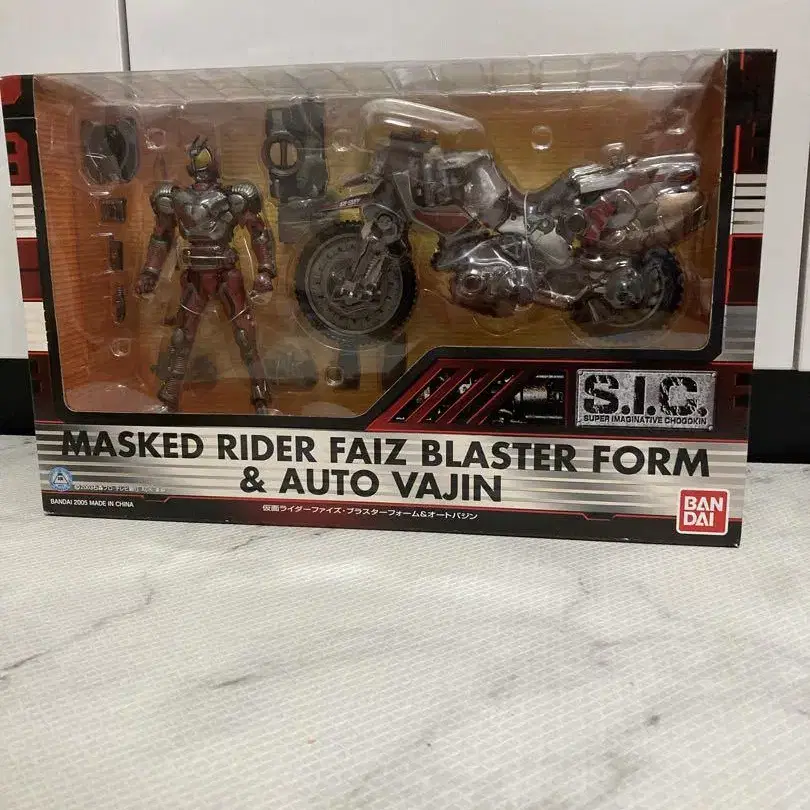 S.I.C.
SUPER IMAGINATIVE CHOGOKIN
MASKED RIDER FAIZ BLASTER FORM
& AUTO VAJIN
BANDAI 2005 MADE IN CHINA
仮面ライダーファイズ・ブラスターフォーム&オートバジン
BAN
DAI